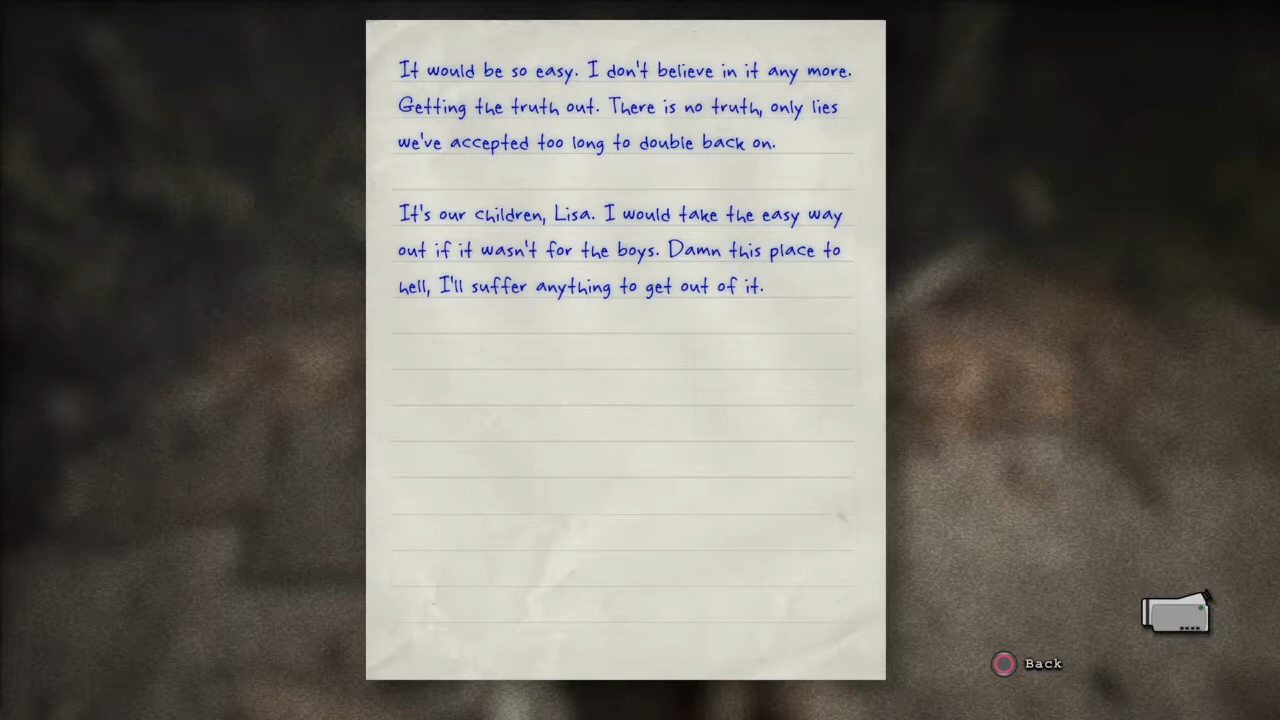 It would be so easy. I don't believe in it any more.
Getting the truth out. There is no truth, only lies
we've accepted too long to double back on.
It's our children, Lisa. I would take the easy way
out if it wasn't for the boys. Damn this place to
hell, I'll suffer anything to get out of it.
Back